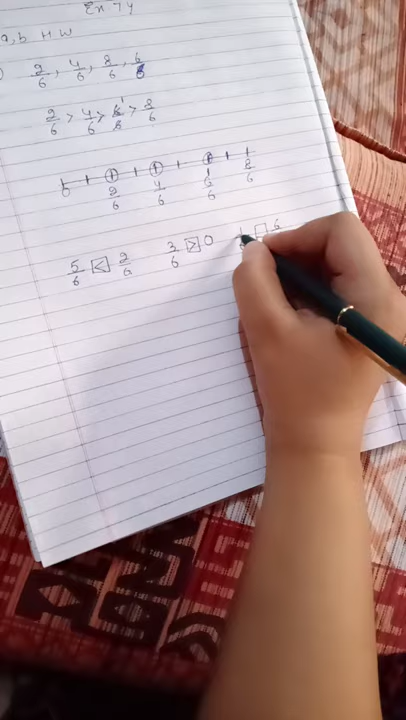 Ex 7.4
a, b H W
2/6, 4/6, 8/6, 6/6
2/6 > 4/6 > > 8/6
0 2/6 4/6 6/6 8/6
5/6 < 2/6 3/6 > 0 1/6 □ 6